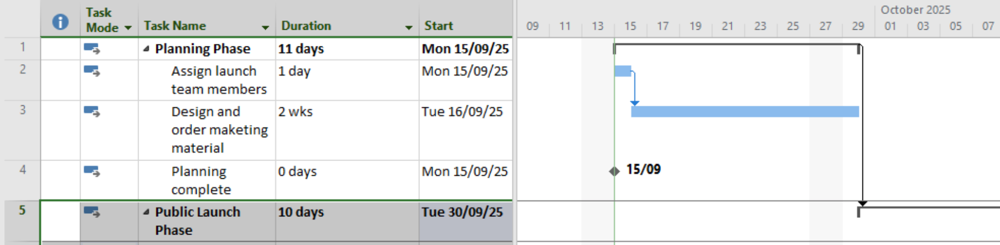 October 2025
Task Mode
Task Name
Duration
Start
09 11 13 15 17 19 21 23 25 27 29 01 03 05 07
1 Planning Phase 11 days Mon 15/09/25
2 Assign launch 1 day Mon 15/09/25
team members
3 Design and 2 wks Tue 16/09/25
order maketing
material
4 Planning 0 days Mon 15/09/25 15/09
complete
5 Public Launch 10 days Tue 30/09/25
Phase